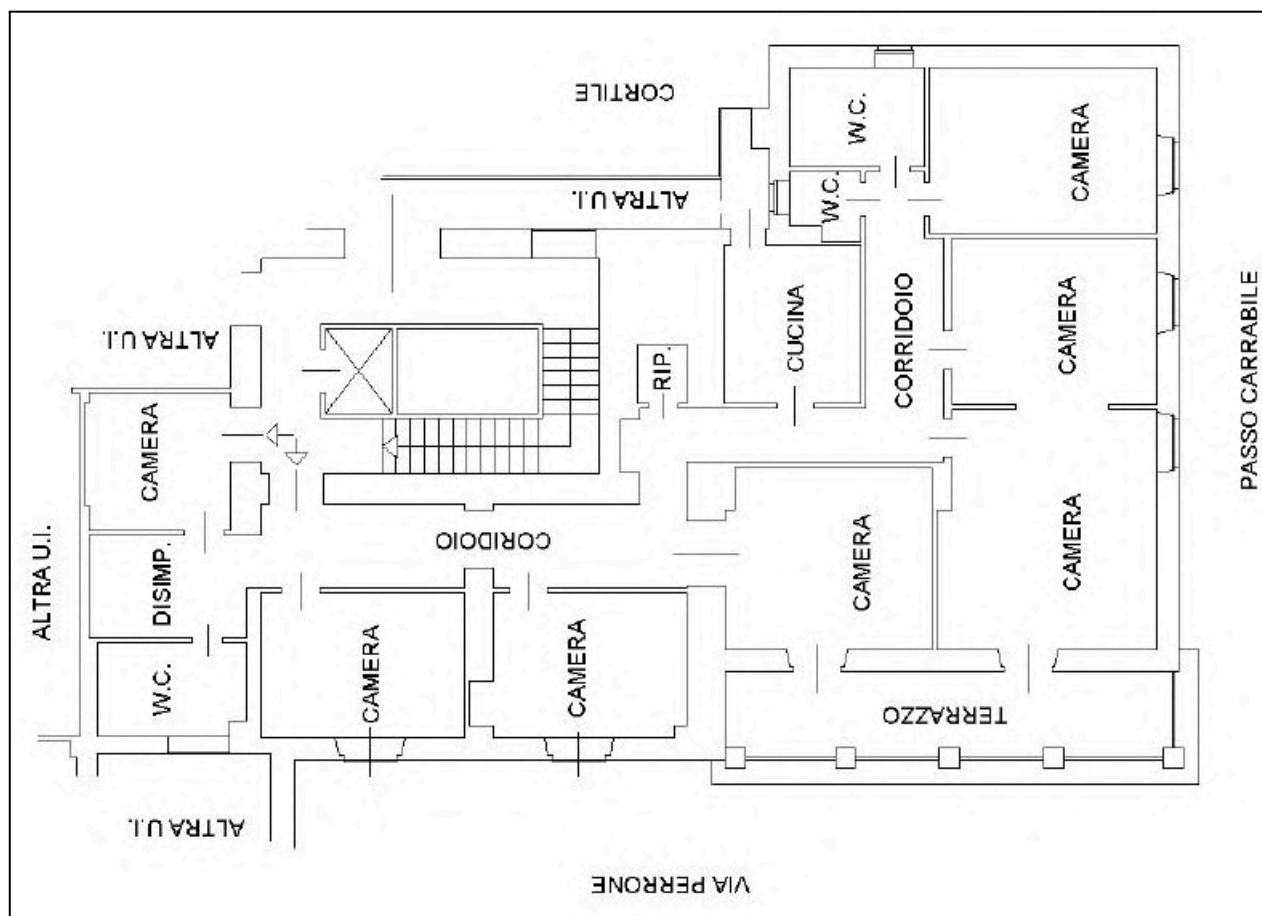 CORTILE
W.C.
CAMERA
ALTRA U.I.
W.C.
ALTRA U.I.
CAMERA
CUCINA
CORRIDOIO
RIP.
CAMERA
PASSO CARRABILE
CORIDOIO
DISIMP.
ALTRA U.I.
CAMERA
CAMERA
W.C.
CAMERA
CAMERA
TERRAZZO
ALTRA U.I.
VIA PERRONE